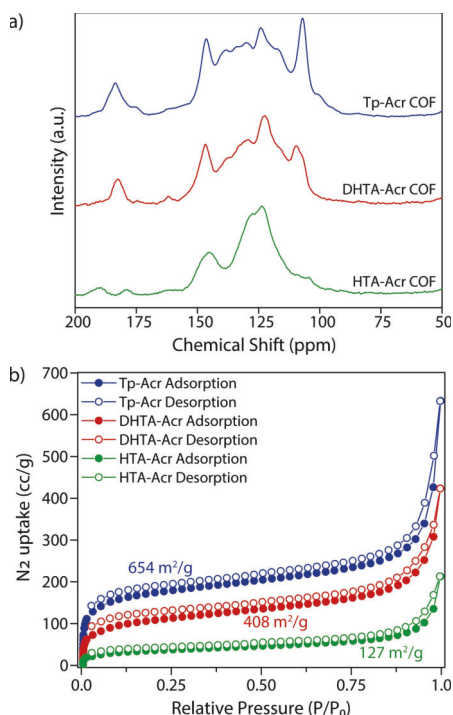 a)
Intensity (a.u.)
Tp-Acr COF
DHTA-Acr COF
HTA-Acr COF
200 175 150 125 100 75 50
Chemical Shift (ppm)
b)
N2 uptake (cc/g)
700
600
500
400
300
200
100
0
Tp-Acr Adsorption
Tp-Acr Desorption
DHTA-Acr Adsorption
DHTA-Acr Desorption
HTA-Acr Adsorption
HTA-Acr Desorption
654 m²/g
408 m²/g
127 m²/g
0.00 0.25 0.50 0.75 1.00
Relative Pressure (P/P₀)